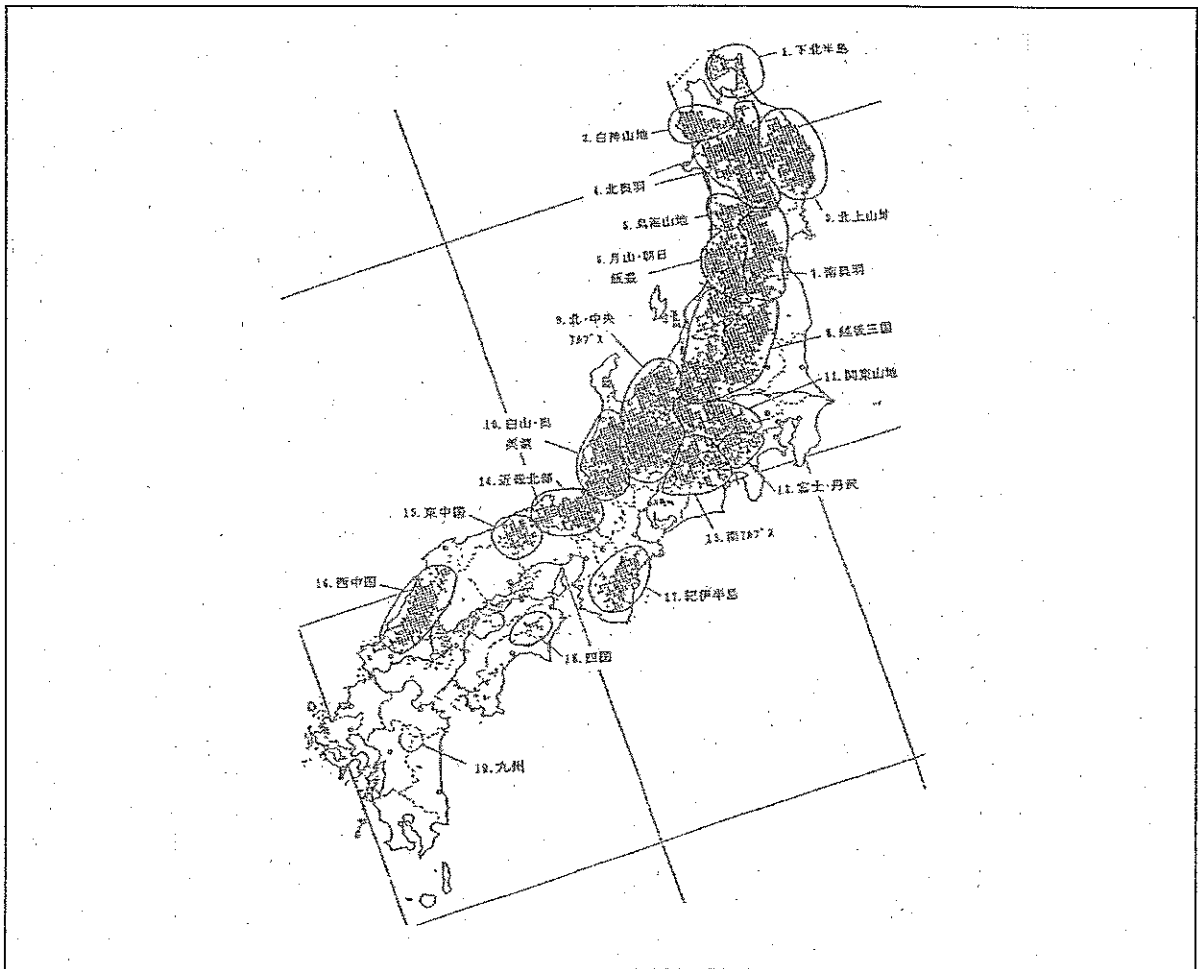 1.下北半島
2.白神山地
4.北奥羽
3.北上山地
5.鳥海山地
6.月山・朝日
飯豊
7.南奥羽
9.北・中央
ｱﾙﾌﾟｽ
8.越後三国
11.関東山地
10.白山・奥
美濃
14.近畿北部
12.富士・丹沢
15.東中国
13.南ｱﾙﾌﾟｽ
16.西中国
17.紀伊半島
18.四国
19.九州